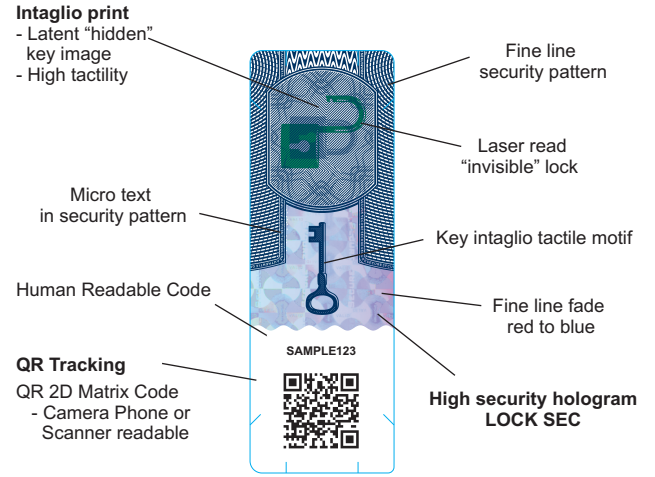 Intaglio print
- Latent “hidden”
key image
- High tactility
Fine line
security pattern
Laser read
“invisible” lock
Micro text
in security pattern
Key intaglio tactile motif
Human Readable Code
Fine line fade
red to blue
SAMPLE123
QR Tracking
QR 2D Matrix Code
- Camera Phone or
Scanner readable
High security hologram
LOCK SEC